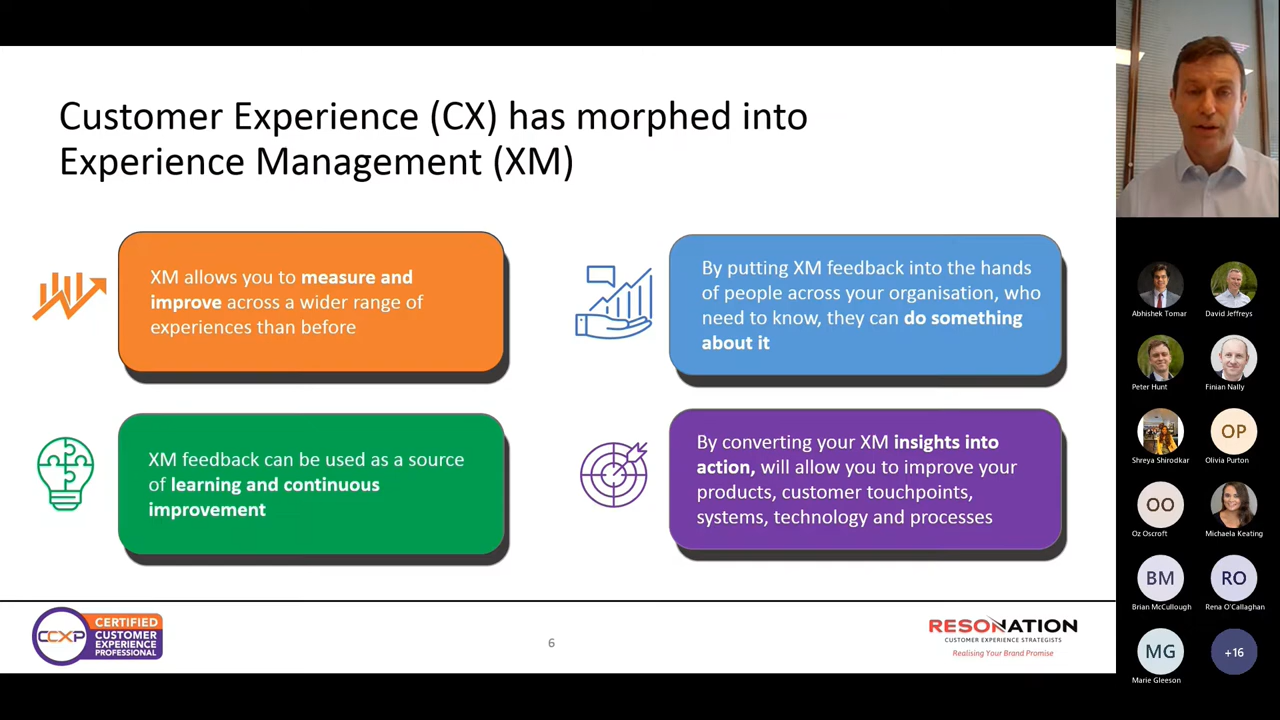 Customer Experience (CX) has morphed into
Experience Management (XM)
XM allows you to measure and
improve across a wider range of
experiences than before
By putting XM feedback into the hands
of people across your organisation, who
need to know, they can do something
about it
XM feedback can be used as a source
of learning and continuous
improvement
By converting your XM insights into
action, will allow you to improve your
products, customer touchpoints,
systems, technology and processes
CCXP
CERTIFIED
CUSTOMER
EXPERIENCE
PROFESSIONAL
6
RESONATION
CUSTOMER EXPERIENCE STRATEGISTS
Realising Your Brand Promise
Abhishek Tomar
David Jeffreys
Peter Hunt
Finian Nally
Shreya Shirodkar
OP
Olivia Purton
OO
Oz Oscroft
Michaela Keating
BM
Brian McCullough
RO
Rena O'Callaghan
MG
Marie Gleeson
+16